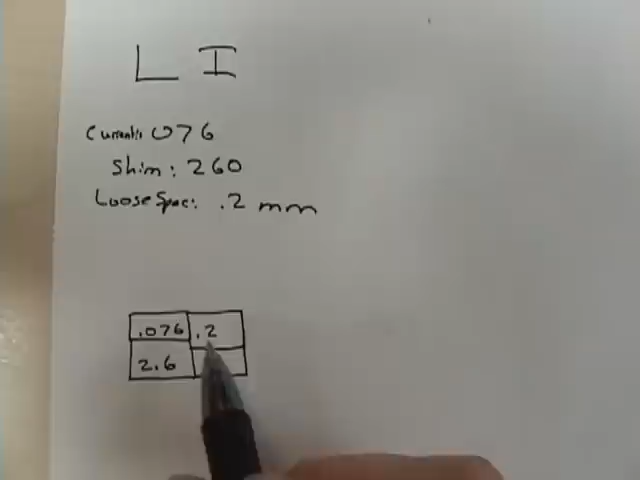 L I
Current: 076
Shim: 260
Loose Spec: .2 mm
.076 .2
2.6